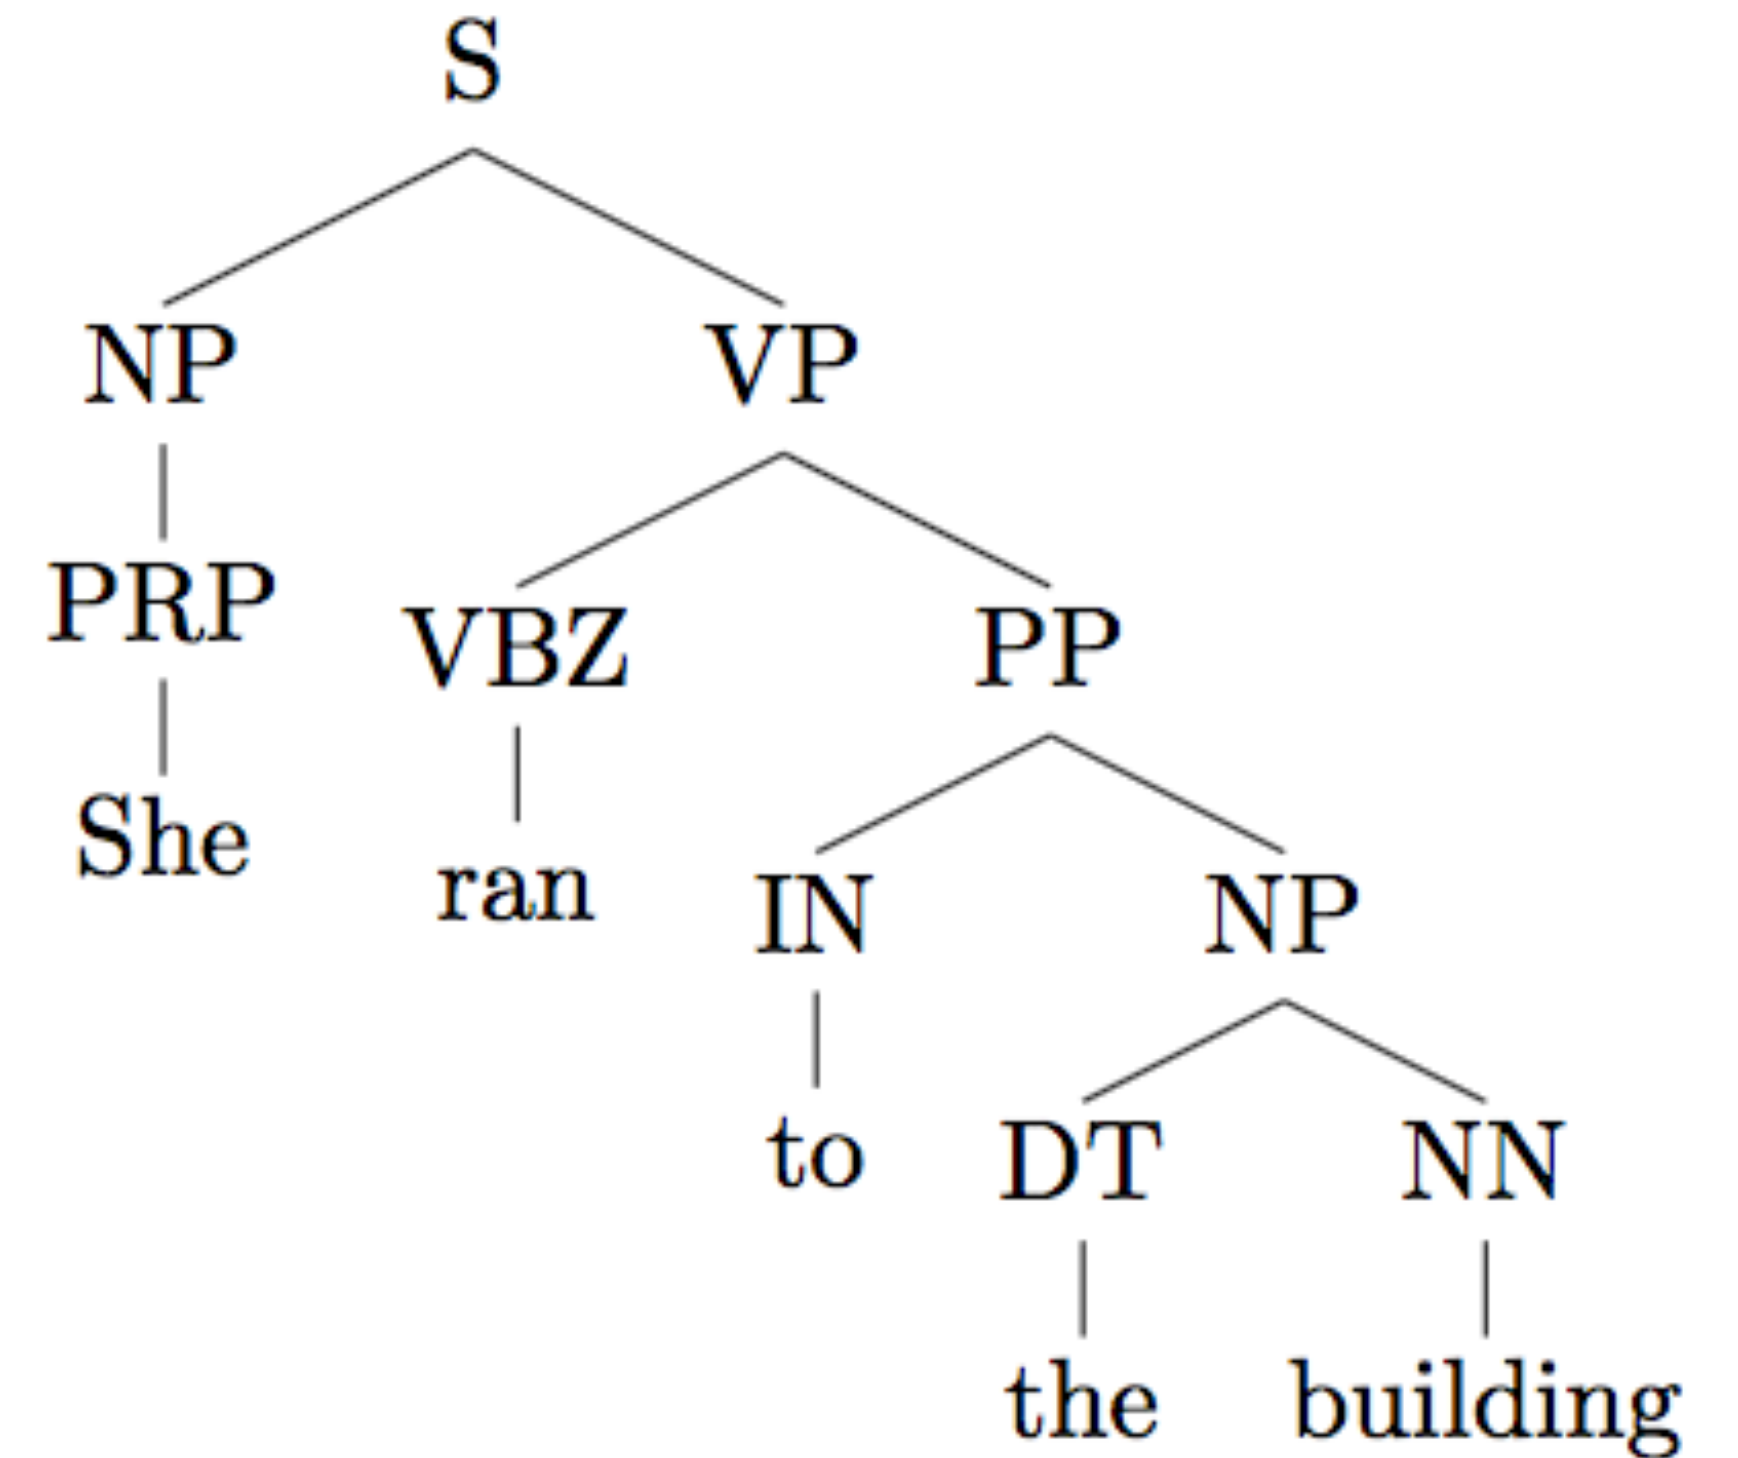 S
NP VP
PRP VBZ PP
She ran IN NP
to DT NN
the building